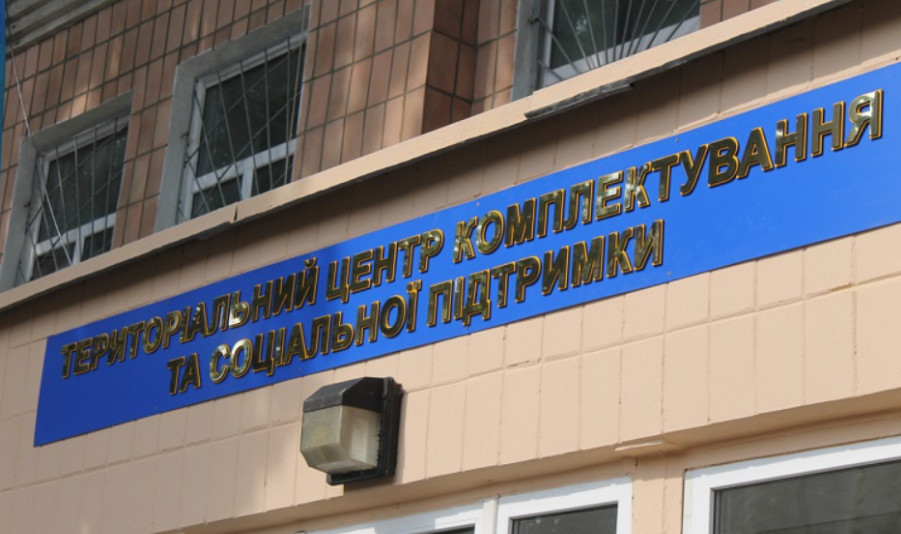 ТЕРИТОРІАЛЬНИЙ ЦЕНТР КОМПЛЕКТУВАННЯ
ТА СОЦІАЛЬНОЇ ПІДТРИМКИ